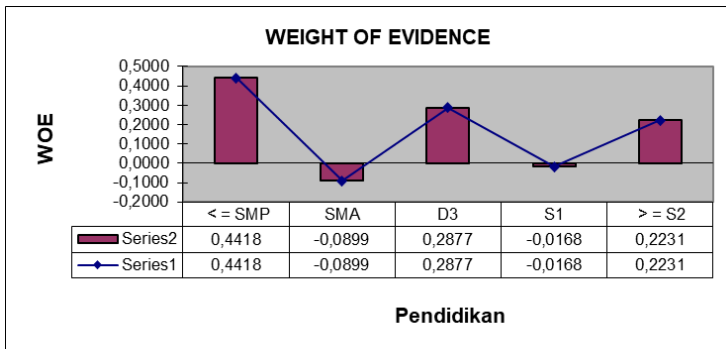 WEIGHT OF EVIDENCE
0,5000
0,4000
0,3000
0,2000
0,1000
0,0000
-0,1000
-0,2000
WOE
< = SMP SMA D3 S1 > = S2
Series2 0,4418 -0,0899 0,2877 -0,0168 0,2231
Series1 0,4418 -0,0899 0,2877 -0,0168 0,2231
Pendidikan